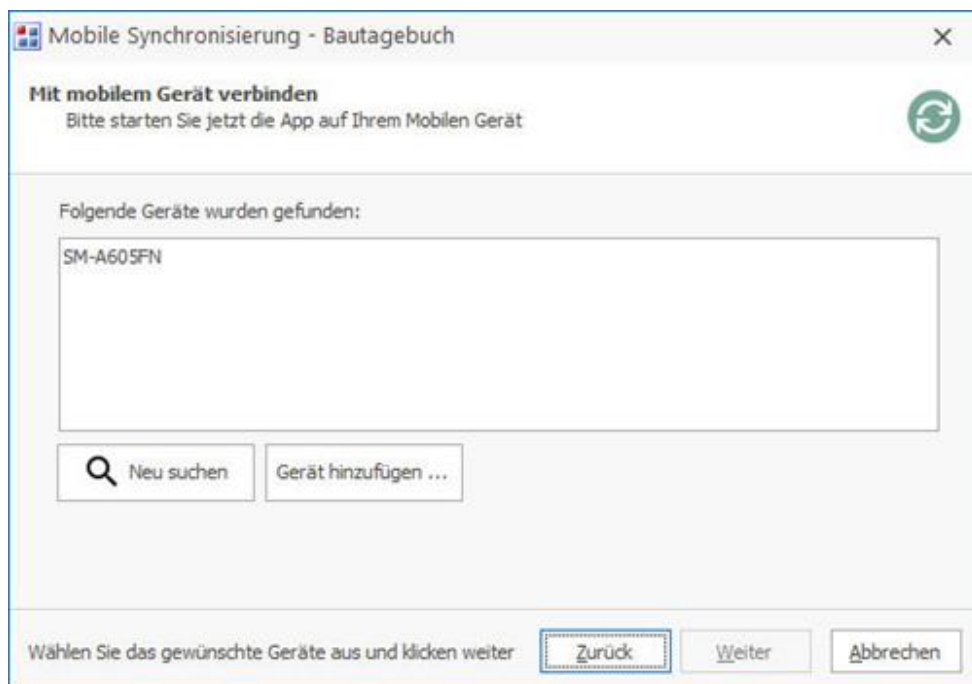 Mobile Synchronisierung - Bautagebuch
Mit mobilem Gerät verbinden
Bitte starten Sie jetzt die App auf Ihrem Mobilen Gerät
Folgende Geräte wurden gefunden:
SM-A605FN
Neu suchen
Gerät hinzufügen ...
Wählen Sie das gewünschte Geräte aus und klicken weiter
Zurück
Weiter
Abbrechen